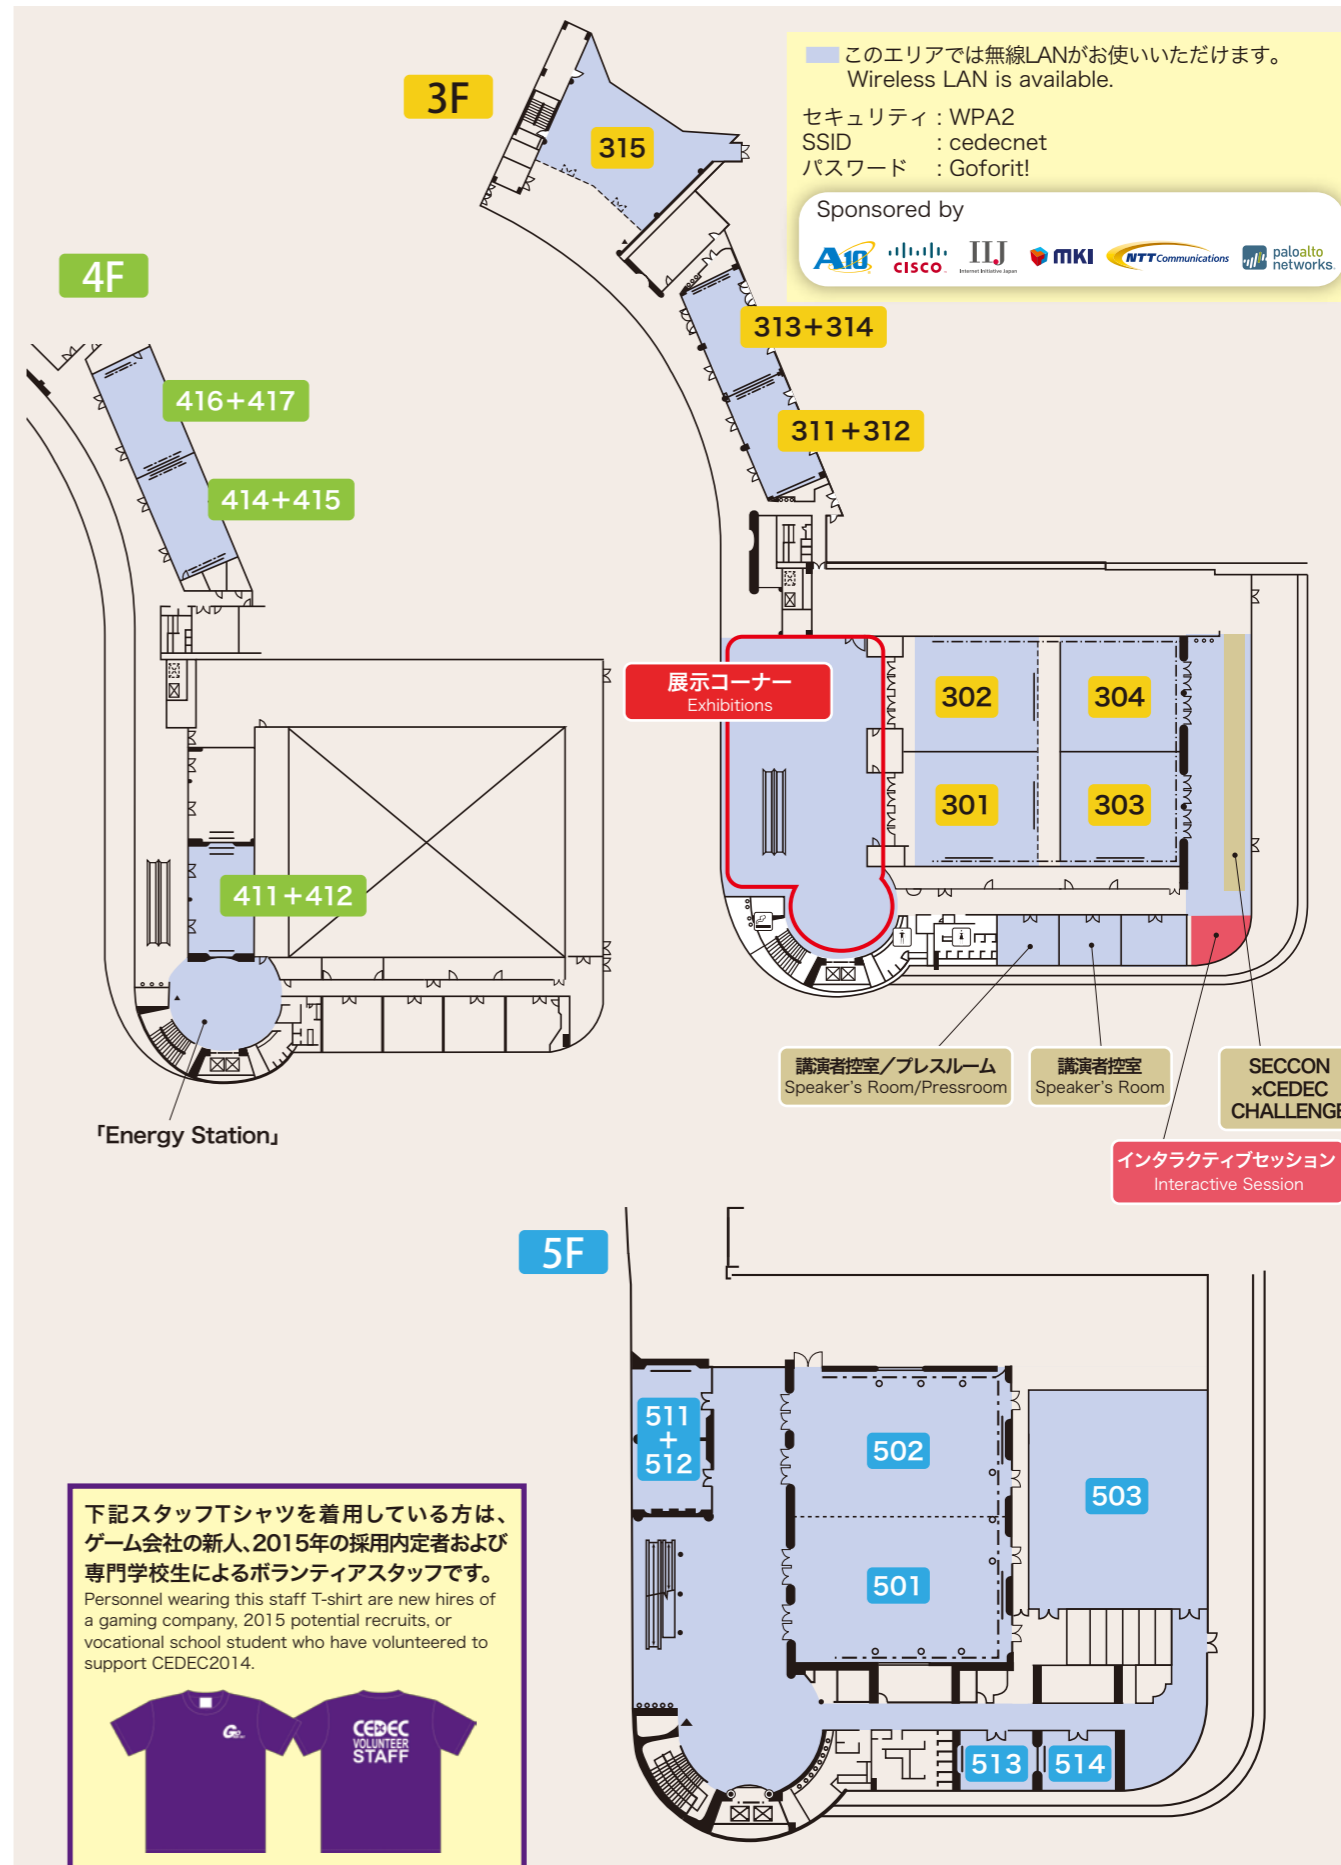 このエリアでは無線LANがお使いいただけます。
Wireless LAN is available.
セキュリティ : WPA2
SSID : cedecnet
パスワード : Goforit!
Sponsored by
A10
CISCO
IIJ
Internet Initiative Japan
MKI
NTT Communications
paloalto
networks
3F
315
313+314
311+312
展示コーナー
Exhibitions
302
304
301
303
講演者控室／プレスルーム
Speaker's Room/Pressroom
講演者控室
Speaker's Room
SECCON
×CEDEC
CHALLENGE
インタラクティブセッション
Interactive Session
4F
416+417
414+415
411+412
「Energy Station」
5F
511
+
512
502
503
501
513
514
下記スタッフTシャツを着用している方は、
ゲーム会社の新人、2015年の採用内定者および
専門学校生によるボランティアスタッフです。
Personnel wearing this staff T-shirt are new hires of
a gaming company, 2015 potential recruits, or
vocational school student who have volunteered to
support CEDEC2014.
CEDEC
VOLUNTEER
STAFF